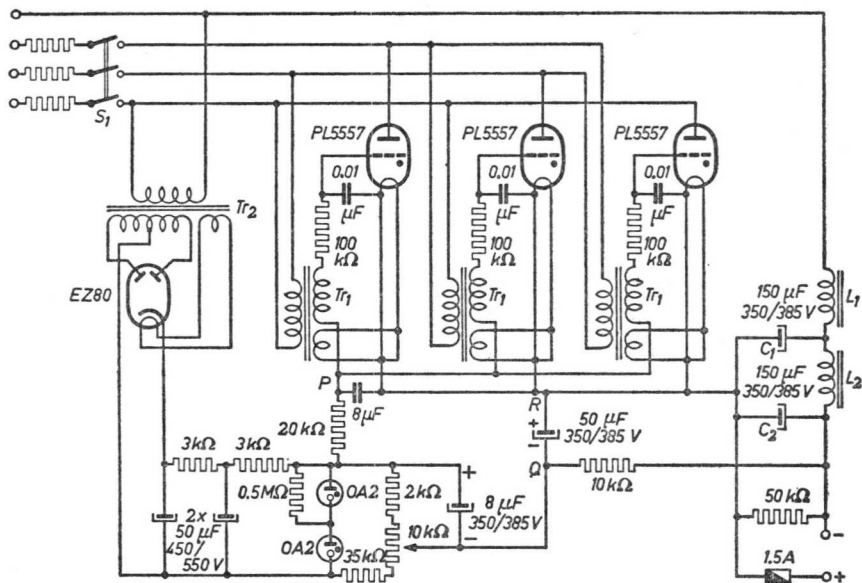 S1
PL5557
PL5557
PL5557
0.01
µF
0.01
µF
0.01
µF
Tr2
100
kΩ
100
kΩ
100
kΩ
EZ80
Tr1
Tr1
Tr1
150 µF
350/385 V
L1
C1
150 µF
350/385 V
L2
C2
P
8µF
R
+
50 µF
350/385 V
-
20 kΩ
Q
10kΩ
3kΩ
3kΩ
+
0.5MΩ
OA2
2kΩ
8 µF
350/385V
-
50kΩ
-
2x
50 µF
450/
550 V
OA2
10kΩ
35kΩ
1.5A
+